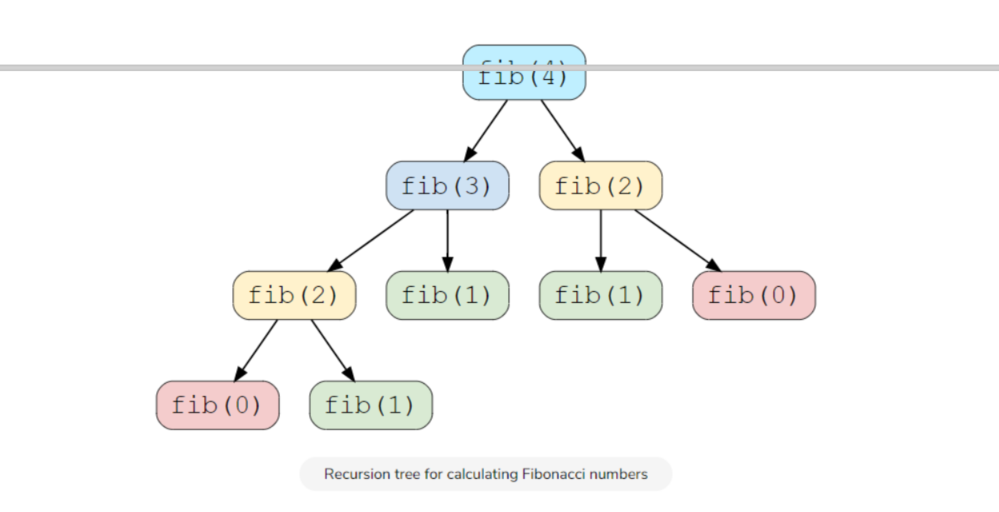 fib(4)
fib(3)
fib(2)
fib(2)
fib(1)
fib(1)
fib(0)
fib(0)
fib(1)
Recursion tree for calculating Fibonacci numbers